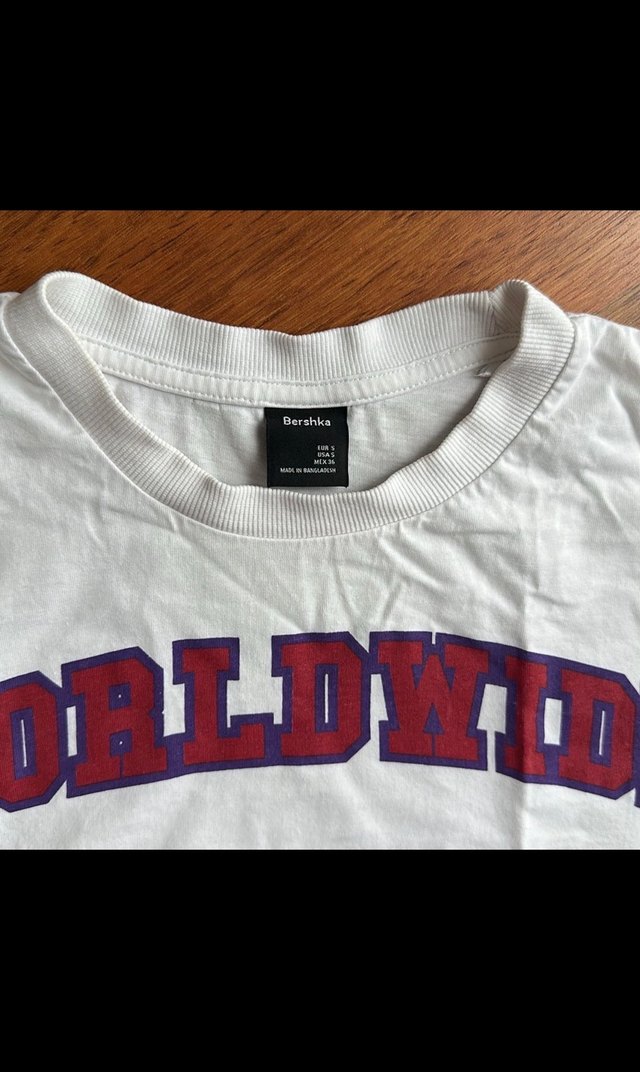 Bershka
EUR S
USA S
MEX 36
MADE IN BANGLADESH
ORLDWID